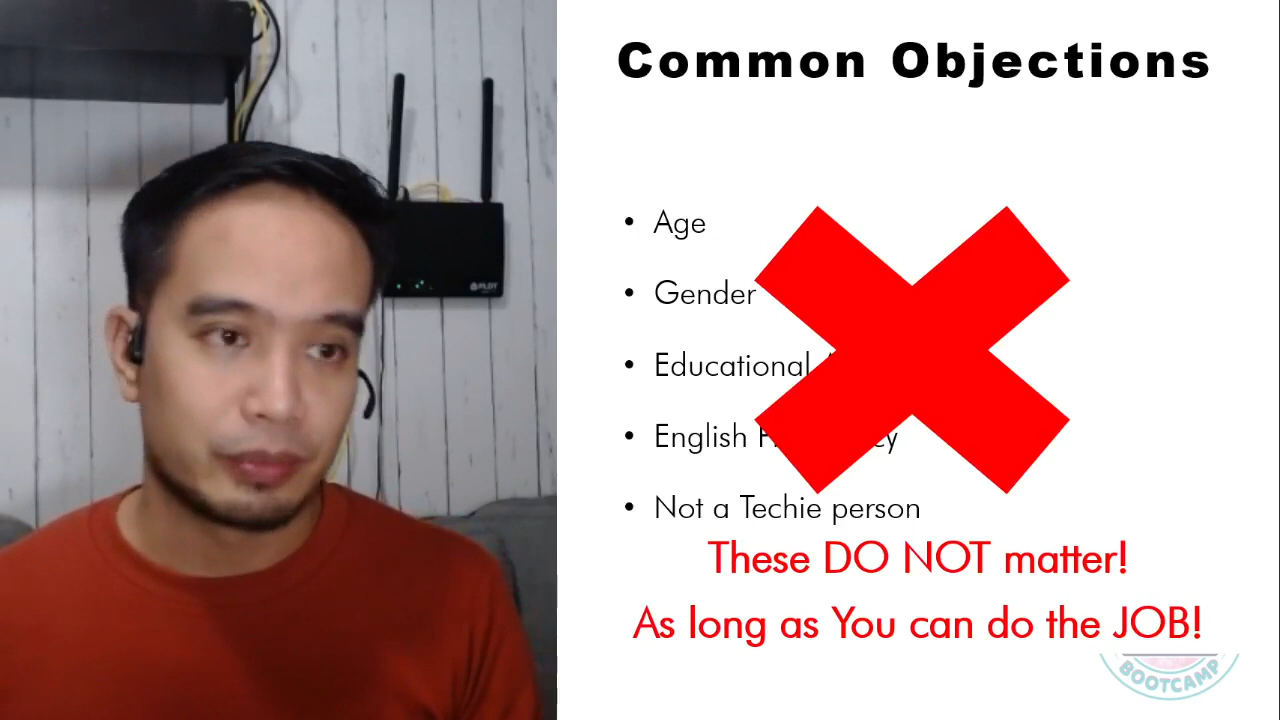 Common Objections
PLDT
• Age
• Gender
• Educational
• English
• Not a Techie person
These DO NOT matter!
As long as You can do the JOB!
BOOTCAMP